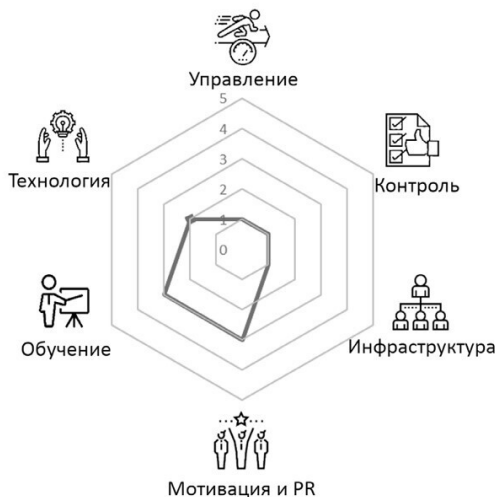 Управление
5
4
3
2
1
0
Технология
Контроль
Обучение
Инфраструктура
Мотивация и PR